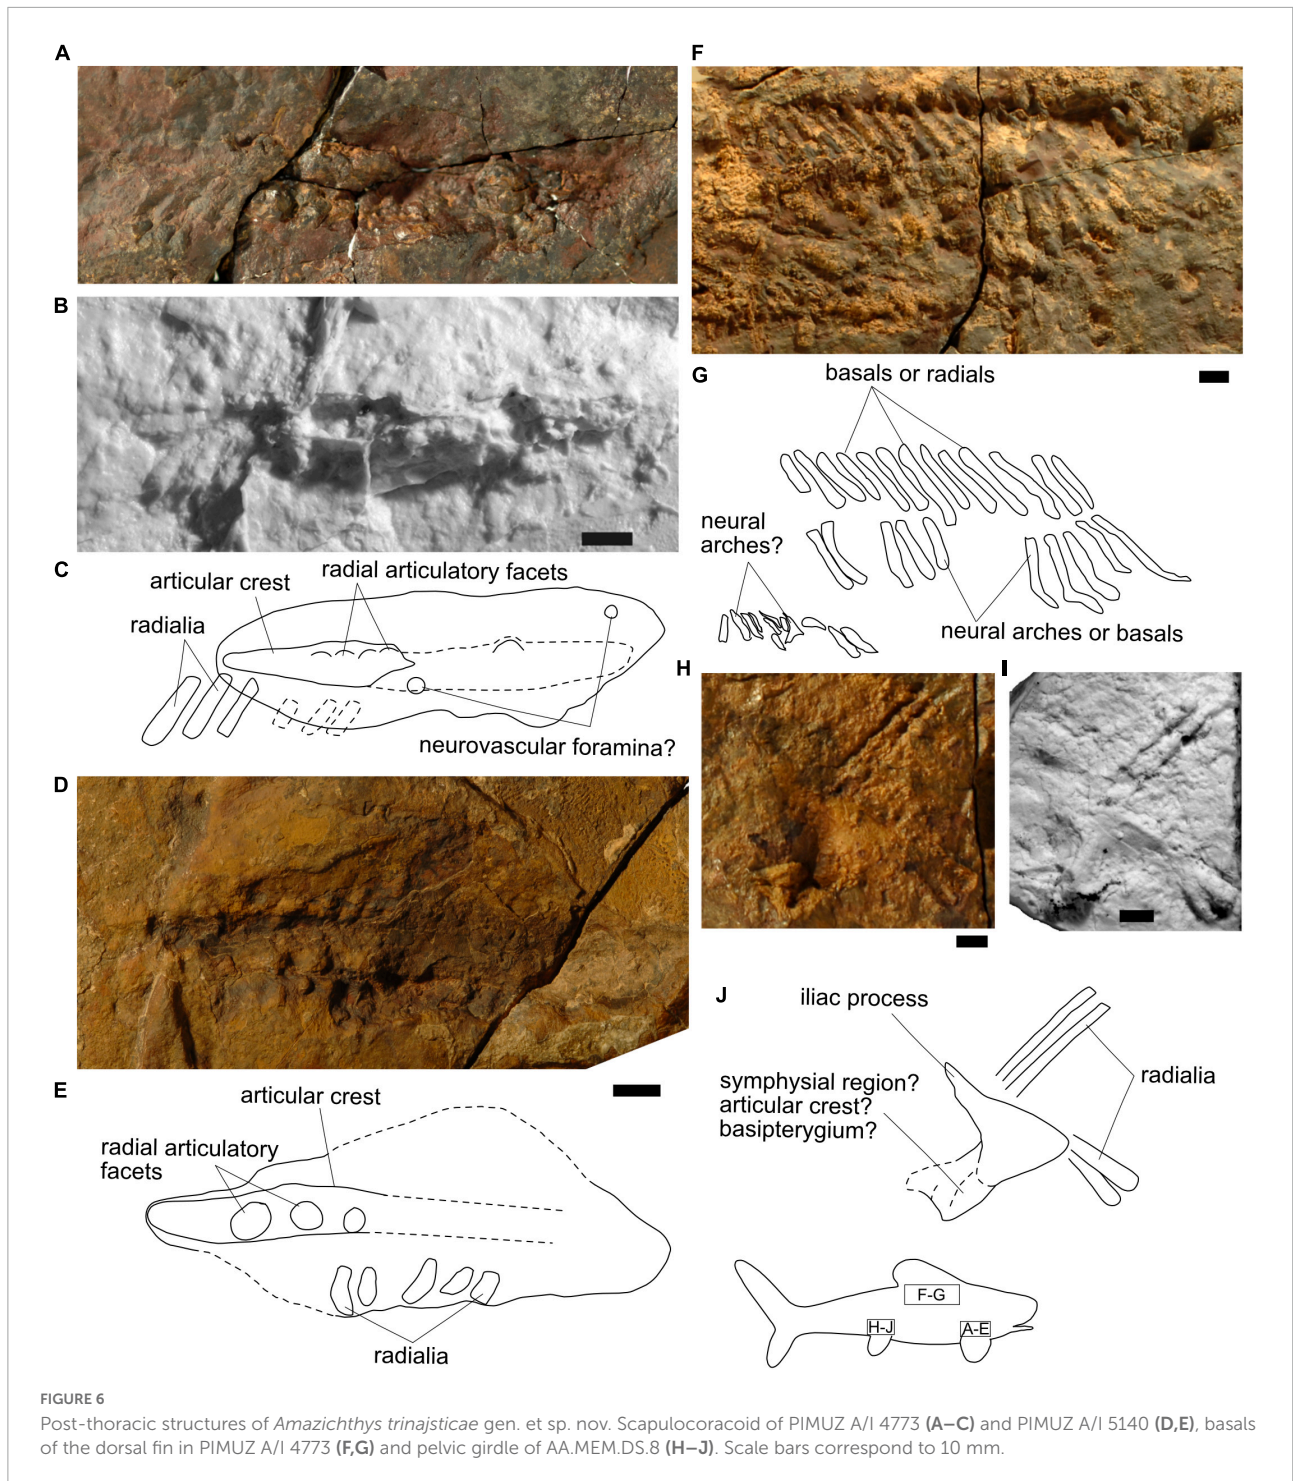 A
F
B
G
basals or radials
neural
arches?
neural arches or basals
C
articular crest
radial articulatory facets
radialia
neurovascular foramina?
H
I
D
J
iliac process
symphysial region?
articular crest?
basipterygium?
radialia
E
articular crest
radial articulatory
facets
radialia
F-G
H-J
A-E
FIGURE 6
Post-thoracic structures of Amazichthys trinajsticae gen. et sp. nov. Scapulocoracoid of PIMUZ A/I 4773 (A–C) and PIMUZ A/I 5140 (D,E), basals
of the dorsal fin in PIMUZ A/I 4773 (F,G) and pelvic girdle of AA.MEM.DS.8 (H–J). Scale bars correspond to 10 mm.